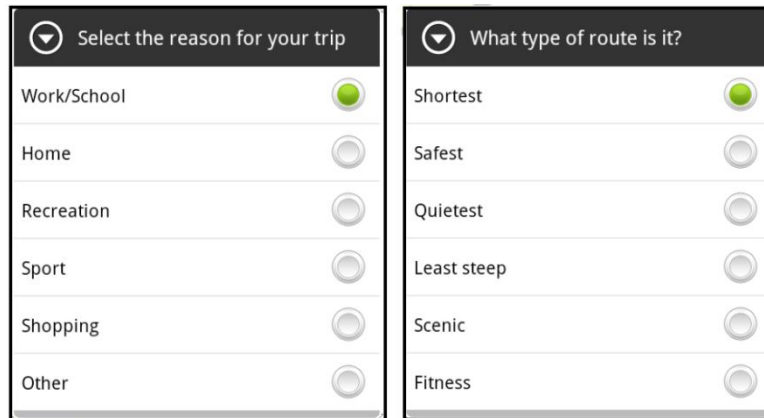 Select the reason for your trip
Work/School
Home
Recreation
Sport
Shopping
Other
What type of route is it?
Shortest
Safest
Quietest
Least steep
Scenic
Fitness